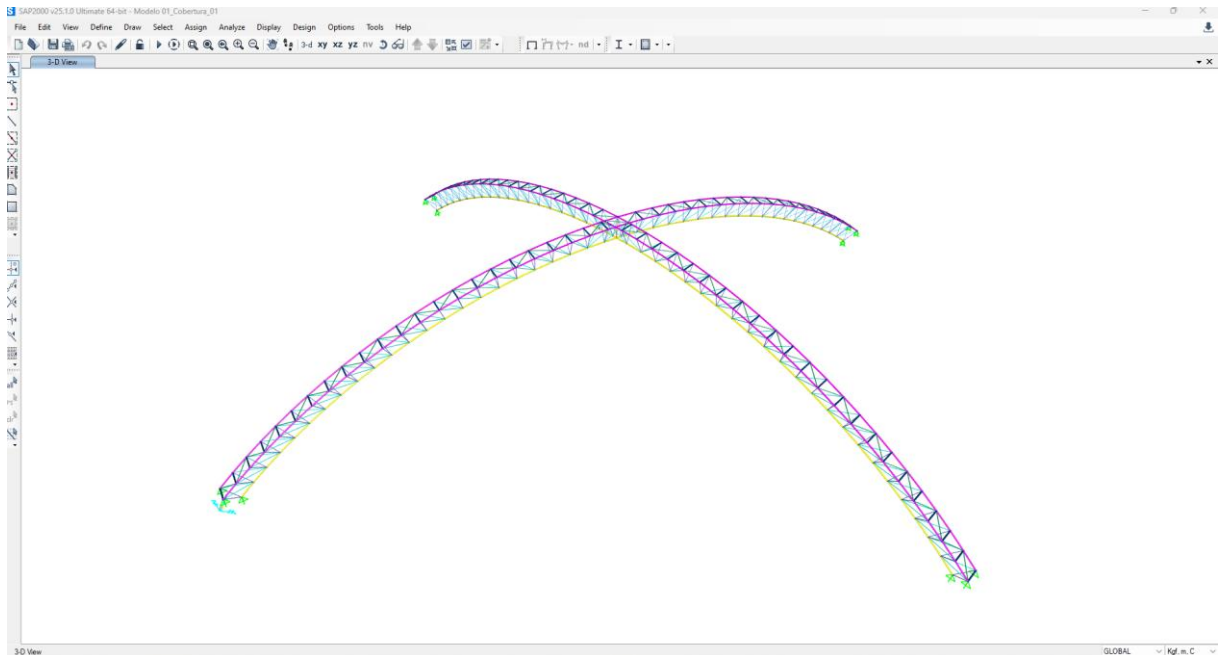 SAP2000 v25.1.0 Ultimate 64-bit - Modelo 01_Cobertura_01
File Edit View Define Draw Select Assign Analyze Display Design Options Tools Help
3-d xy xz yz nv nd
3-D View
3-D View GLOBAL Kgf, m, C